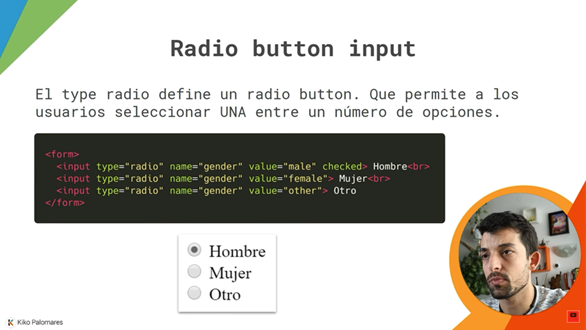 Radio button input
El type radio define un radio button. Que permite a los
usuarios seleccionar UNA entre un número de opciones.
<form>
  <input type="radio" name="gender" value="male" checked> Hombre<br>
  <input type="radio" name="gender" value="female"> Mujer<br>
  <input type="radio" name="gender" value="other"> Otro
</form>
Hombre
Mujer
Otro
Kiko Palomares